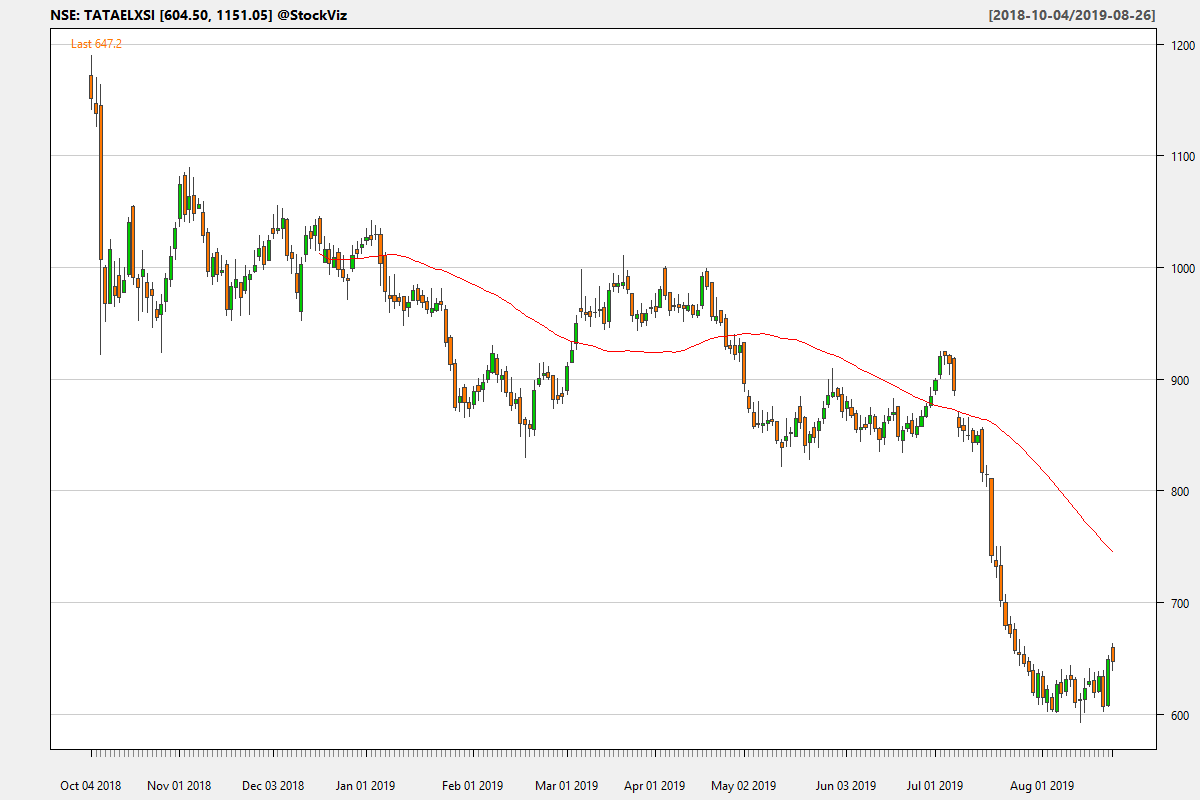 NSE: TATAELXSI [604.50, 1151.05] @StockViz
[2018-10-04/2019-08-26]
Last 647.2
1200
1100
1000
900
800
700
600
Oct 04 2018
Nov 01 2018
Dec 03 2018
Jan 01 2019
Feb 01 2019
Mar 01 2019
Apr 01 2019
May 02 2019
Jun 03 2019
Jul 01 2019
Aug 01 2019